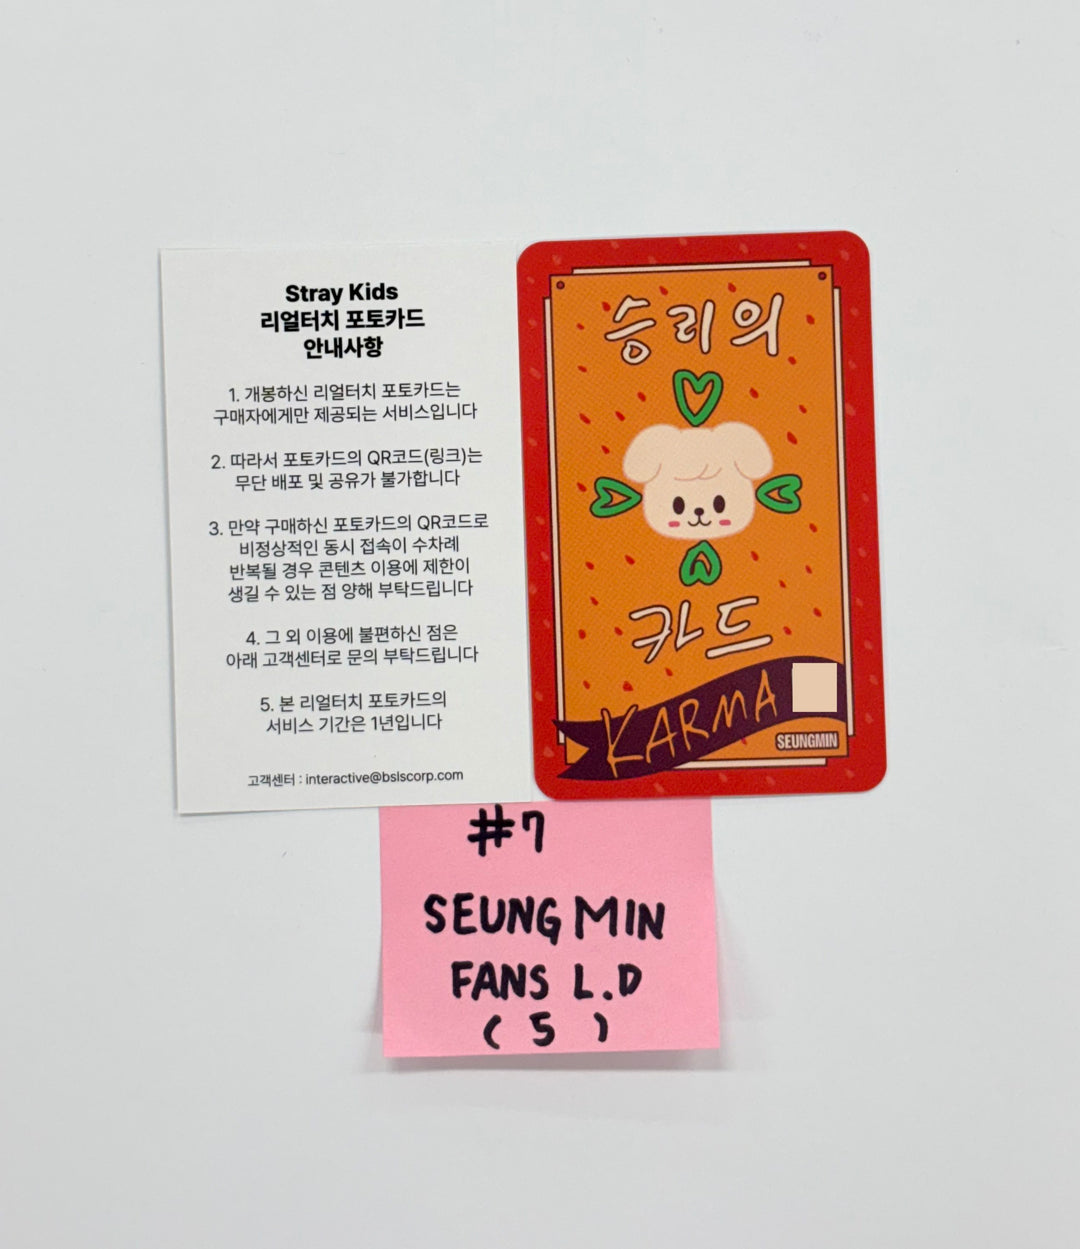 Stray Kids
리얼터치 포토카드
안내사항
1. 개봉하신 리얼터치 포토카드는
구매자에게만 제공되는 서비스입니다
2. 따라서 포토카드의 QR코드(링크)는
무단 배포 및 공유가 불가합니다
3. 만약 구매하신 포토카드의 QR코드로
비정상적인 동시 접속이 수차례
반복될 경우 콘텐츠 이용에 제한이
생길 수 있는 점 양해 부탁드립니다
4. 그 외 이용에 불편하신 점은
아래 고객센터로 문의 부탁드립니다
5. 본 리얼터치 포토카드의
서비스 기간은 1년입니다
고객센터 : interactive@bslscorp.com
승리의
카드
KARMA
SEUNGMIN
#7
SEUNGMIN
FANS L.D
( 5 )